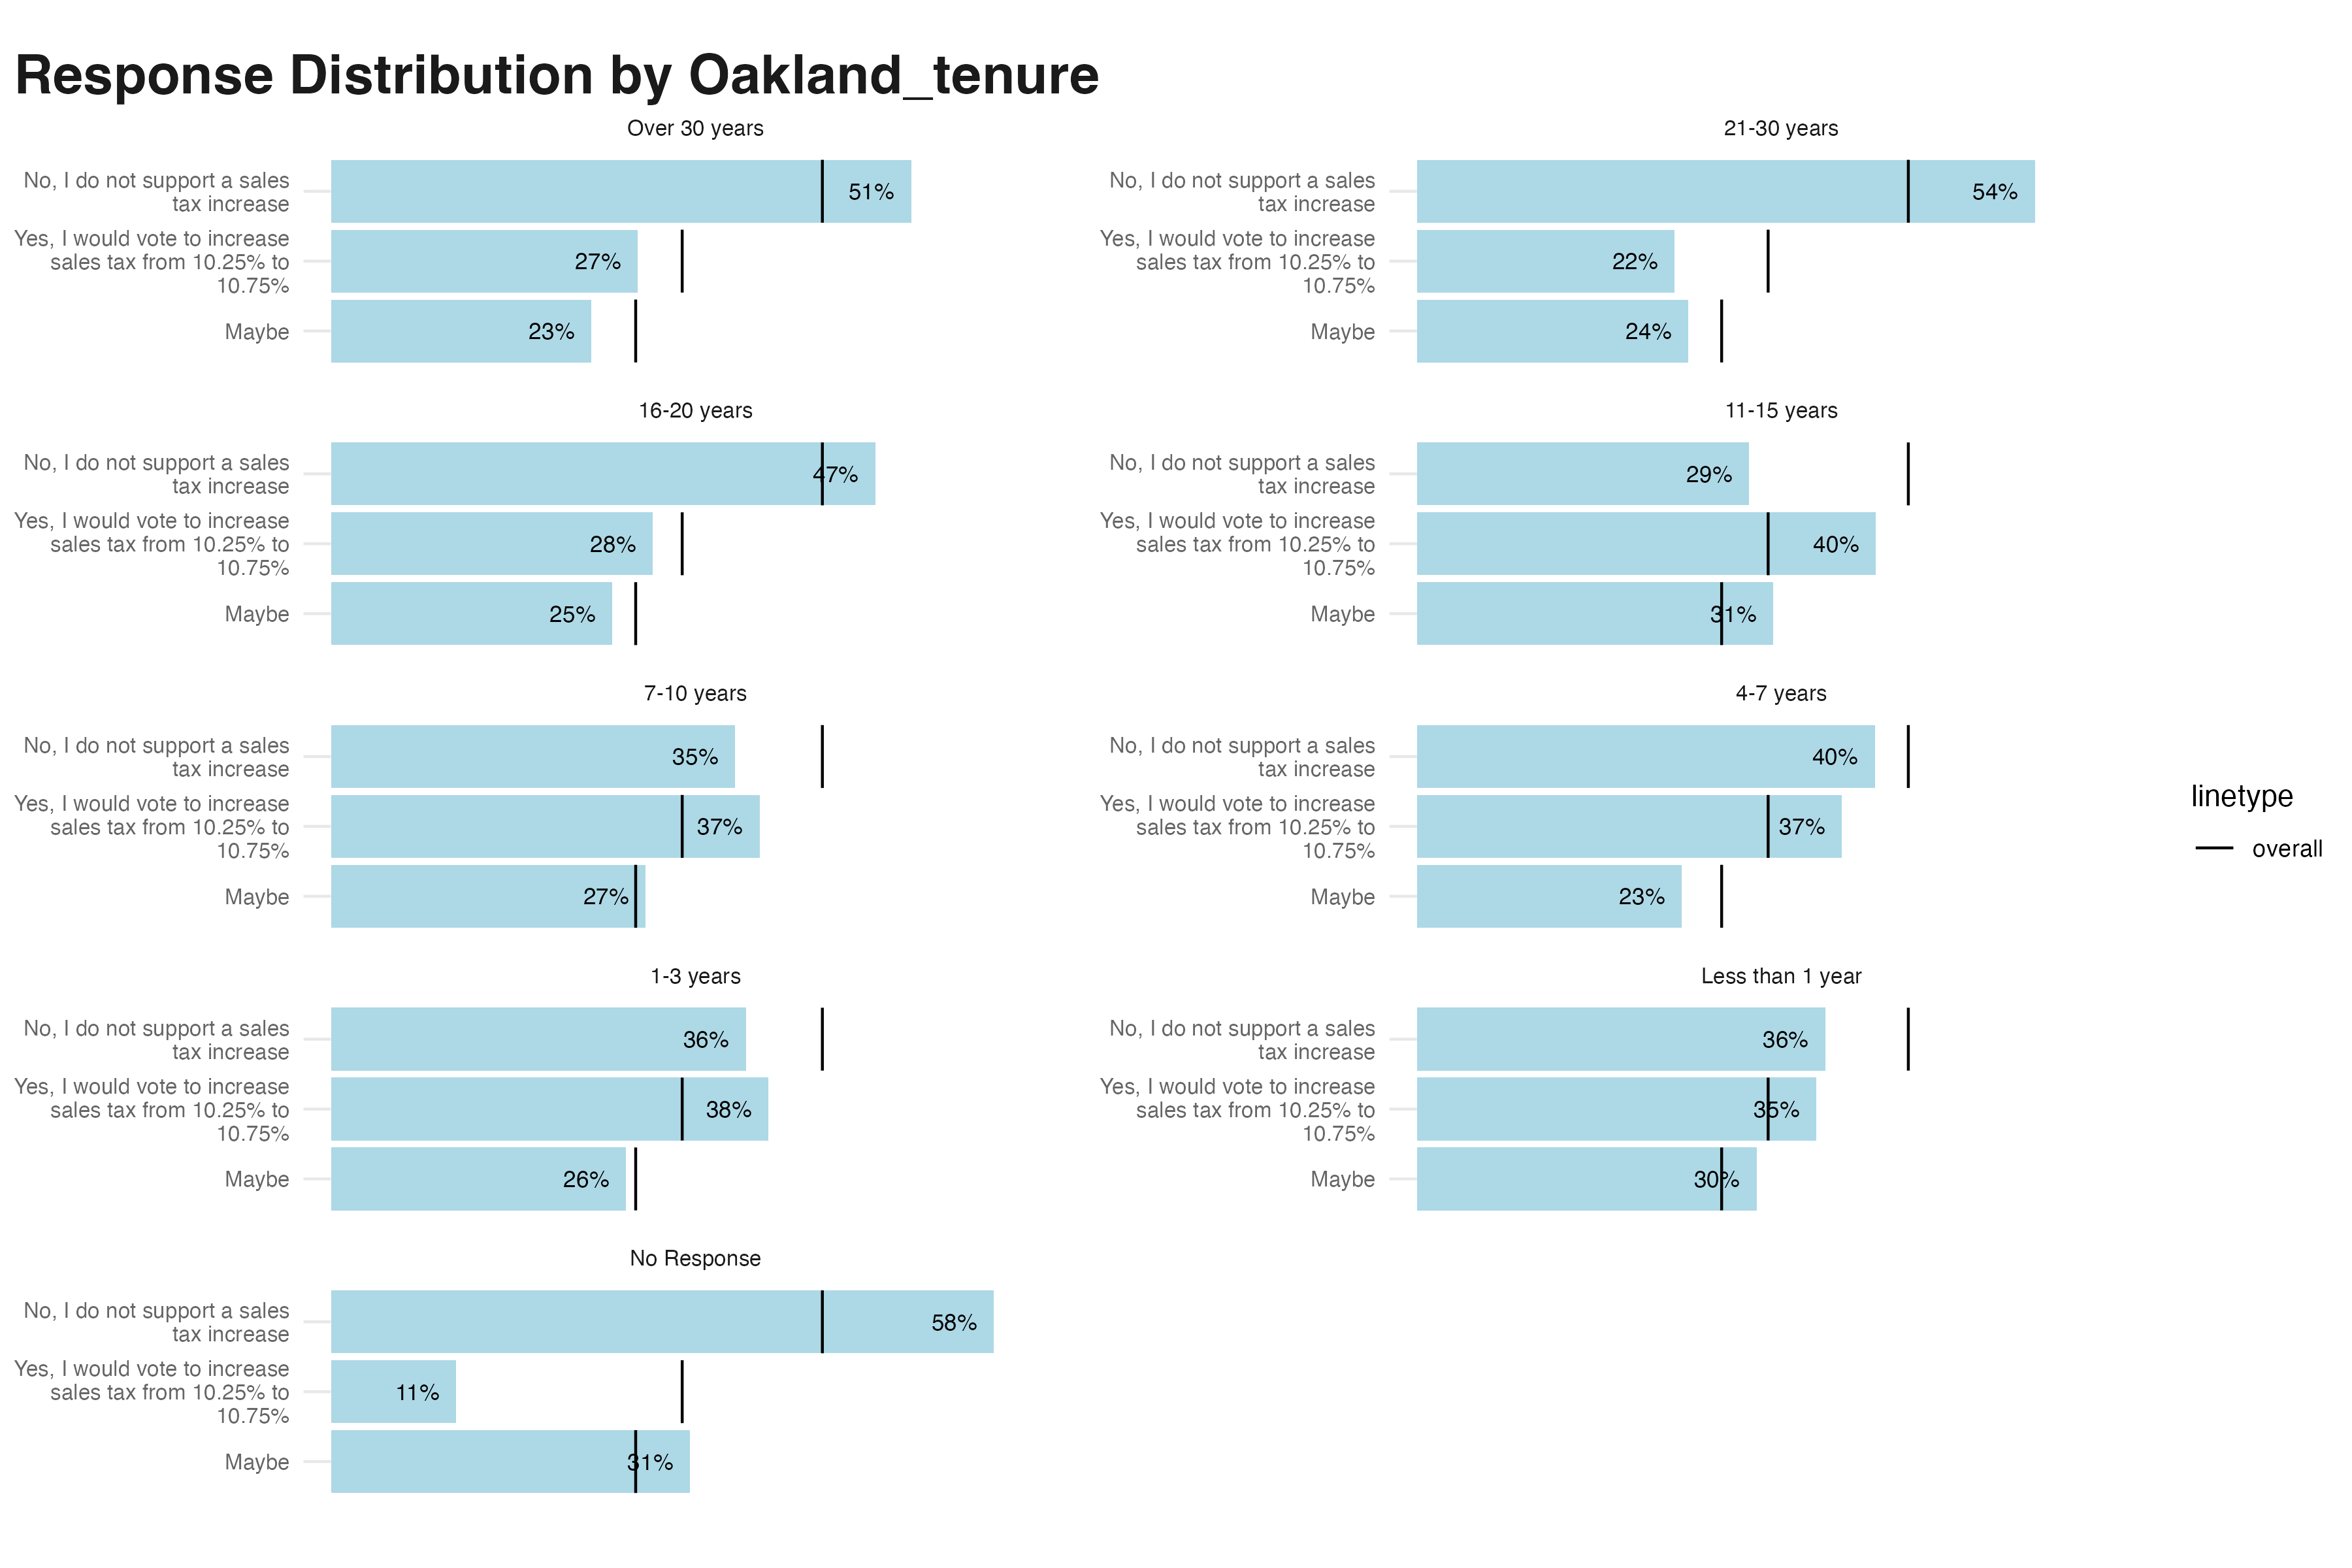 Response Distribution by Oakland_tenure
Over 30 years
No, I do not support a sales
tax increase
51%
Yes, I would vote to increase
sales tax from 10.25% to
10.75%
27%
Maybe
23%
21-30 years
No, I do not support a sales
tax increase
54%
Yes, I would vote to increase
sales tax from 10.25% to
10.75%
22%
Maybe
24%
16-20 years
No, I do not support a sales
tax increase
47%
Yes, I would vote to increase
sales tax from 10.25% to
10.75%
28%
Maybe
25%
11-15 years
No, I do not support a sales
tax increase
29%
Yes, I would vote to increase
sales tax from 10.25% to
10.75%
40%
Maybe
31%
7-10 years
No, I do not support a sales
tax increase
35%
Yes, I would vote to increase
sales tax from 10.25% to
10.75%
37%
Maybe
27%
4-7 years
No, I do not support a sales
tax increase
40%
Yes, I would vote to increase
sales tax from 10.25% to
10.75%
37%
Maybe
23%
1-3 years
No, I do not support a sales
tax increase
36%
Yes, I would vote to increase
sales tax from 10.25% to
10.75%
38%
Maybe
26%
Less than 1 year
No, I do not support a sales
tax increase
36%
Yes, I would vote to increase
sales tax from 10.25% to
10.75%
35%
Maybe
30%
No Response
No, I do not support a sales
tax increase
58%
Yes, I would vote to increase
sales tax from 10.25% to
10.75%
11%
Maybe
31%
linetype
overall